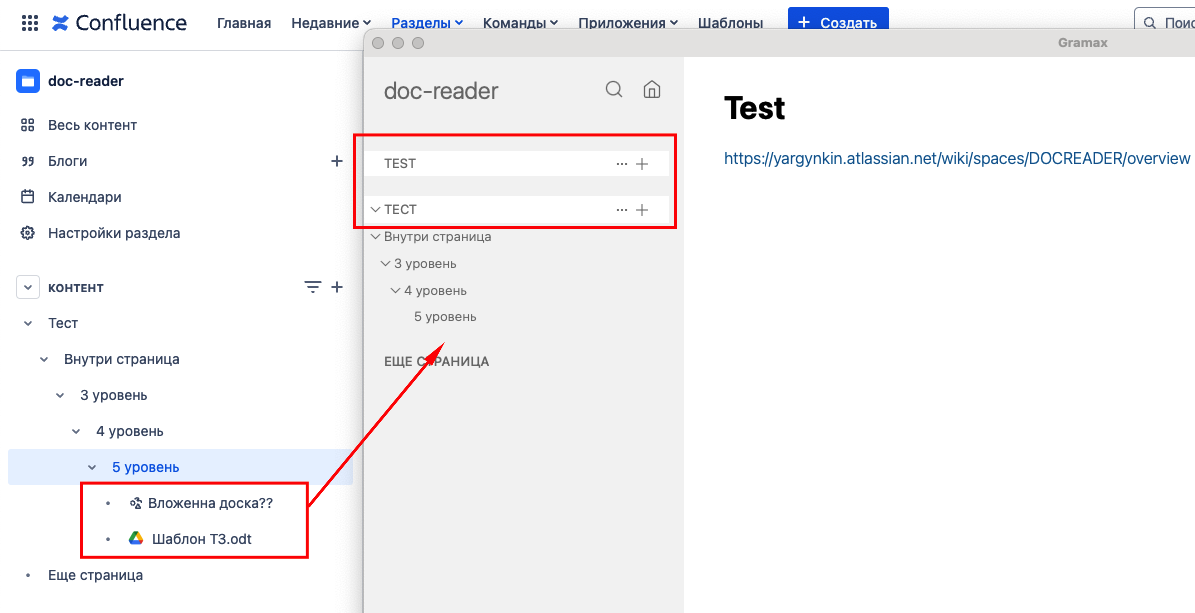 Confluence
Главная
Недавние
Разделы
Команды
Приложения
Шаблоны
+ Создать
doc-reader
Весь контент
Блоги
Календари
Настройки раздела
КОНТЕНТ
Тест
Внутри страница
3 уровень
4 уровень
5 уровень
Вложенна доска??
Шаблон ТЗ.odt
Еще страница
Gramax
doc-reader
TEST
ТЕСТ
Внутри страница
3 уровень
4 уровень
5 уровень
ЕЩЕ СТРАНИЦА
Test
https://yargynkin.atlassian.net/wiki/spaces/DOCREADER/overview